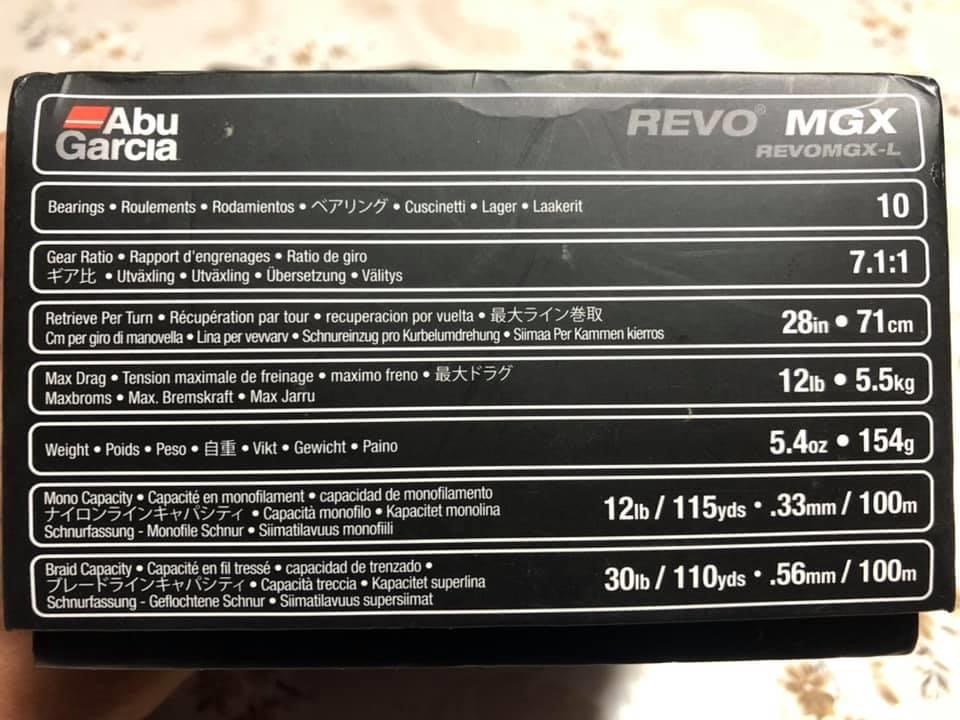 Abu
Garcia
REVO® MGX
REVOMGX-L
Bearings • Roulements • Rodamientos • ベアリング • Cuscinetti • Lager • Laakerit
10
Gear Ratio • Rapport d'engrenages • Ratio de giro
ギア比 • Utväxling • Utväxling • Übersetzung • Välitys
7.1:1
Retrieve Per Turn • Récupération par tour • recuperacion por vuelta • 最大ライン巻取
Cm per giro di manovella • Lina per vevvarv • Schnureinzug pro Kurbelumdrehung • Siimaa Per Kammen kierros
28in • 71cm
Max Drag • Tension maximale de freinage • maximo freno • 最大ドラグ
Maxbroms • Max. Bremskraft • Max Jarru
12lb • 5.5kg
Weight • Poids • Peso • 自重 • Vikt • Gewicht • Paino
5.4oz • 154g
Mono Capacity • Capacité en monofilament • capacidad de monofilamento
ナイロンラインキャパシティ • Capacità monofilo • Kapacitet monolina
Schnurfassung - Monofile Schnur • Siimatilavuus monofiili
12lb / 115yds • .33mm / 100m
Braid Capacity • Capacité en fil tressé • capacidad de trenzado •
ブレードラインキャパシティ • Capacità treccia • Kapacitet superlina
Schnurfassung - Geflochtene Schnur • Siimatilavuus supersiimat
30lb / 110yds • .56mm / 100m